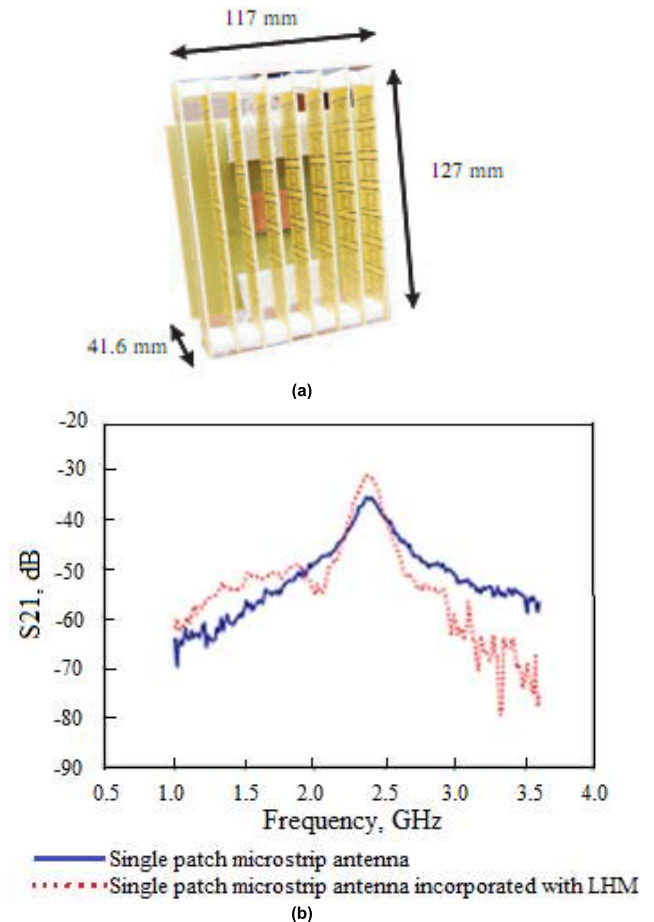 117 mm
127 mm
41.6 mm
(a)
-20
-30
-40
-50
-60
-70
-80
-90
S21, dB
0.5 1.0 1.5 2.0 2.5 3.0 3.5 4.0
Frequency, GHz
Single patch microstrip antenna
Single patch microstrip antenna incorporated with LHM
(b)